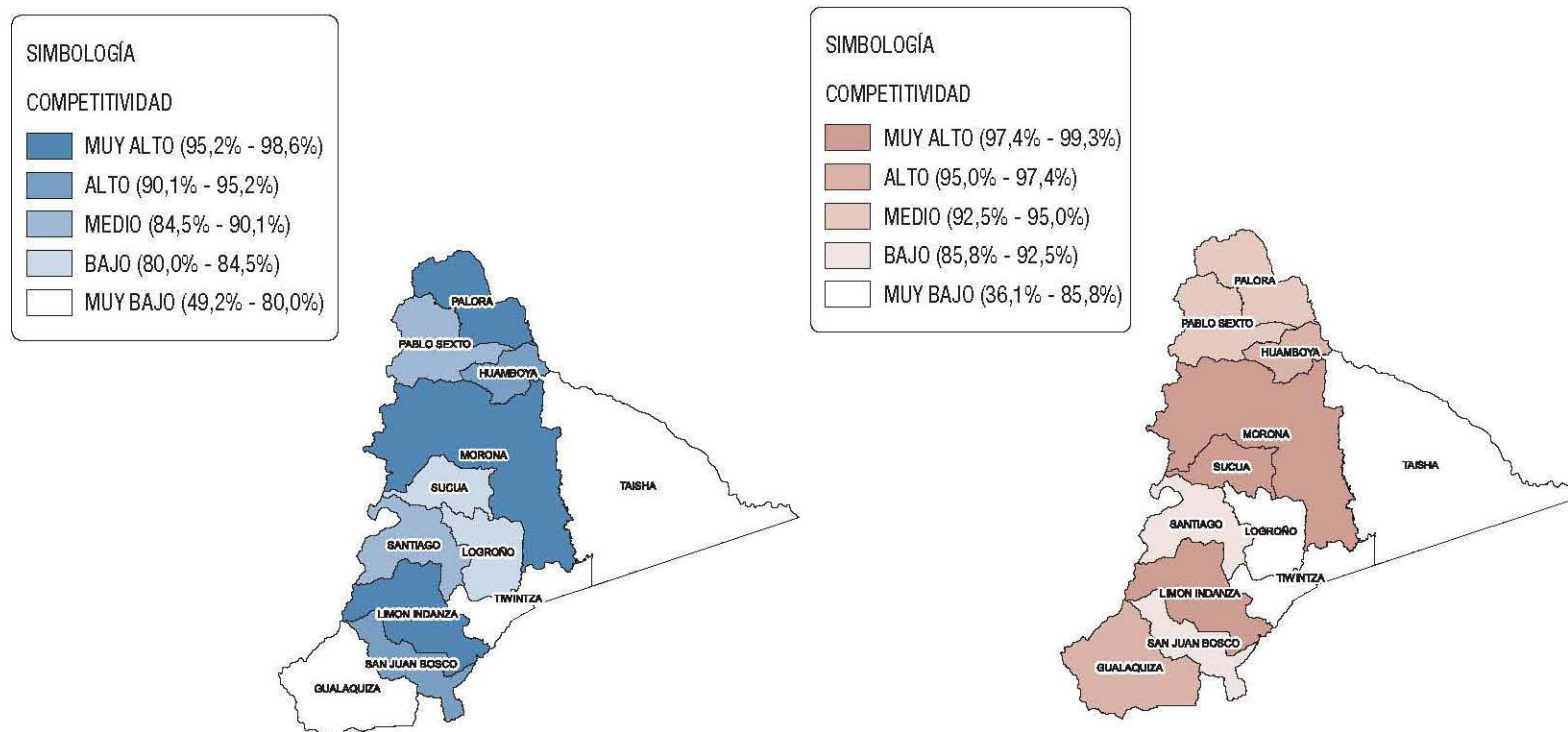 SIMBOLOGÍA
COMPETITIVIDAD
MUY ALTO (95,2% - 98,6%)
ALTO (90,1% - 95,2%)
MEDIO (84,5% - 90,1%)
BAJO (80,0% - 84,5%)
MUY BAJO (49,2% - 80,0%)
PALORA
PABLO SEXTO
HUAMBOYA
MORONA
TAISHA
SUCUA
SANTIAGO
LOGROÑO
TIWINTZA
LIMON INDANZA
SAN JUAN BOSCO
GUALAQUIZA
SIMBOLOGÍA
COMPETITIVIDAD
MUY ALTO (97,4% - 99,3%)
ALTO (95,0% - 97,4%)
MEDIO (92,5% - 95,0%)
BAJO (85,8% - 92,5%)
MUY BAJO (36,1% - 85,8%)
PALORA
PABLO SEXTO
HUAMBOYA
MORONA
TAISHA
SUCUA
SANTIAGO
LOGROÑO
TIWINTZA
LIMON INDANZA
SAN JUAN BOSCO
GUALAQUIZA